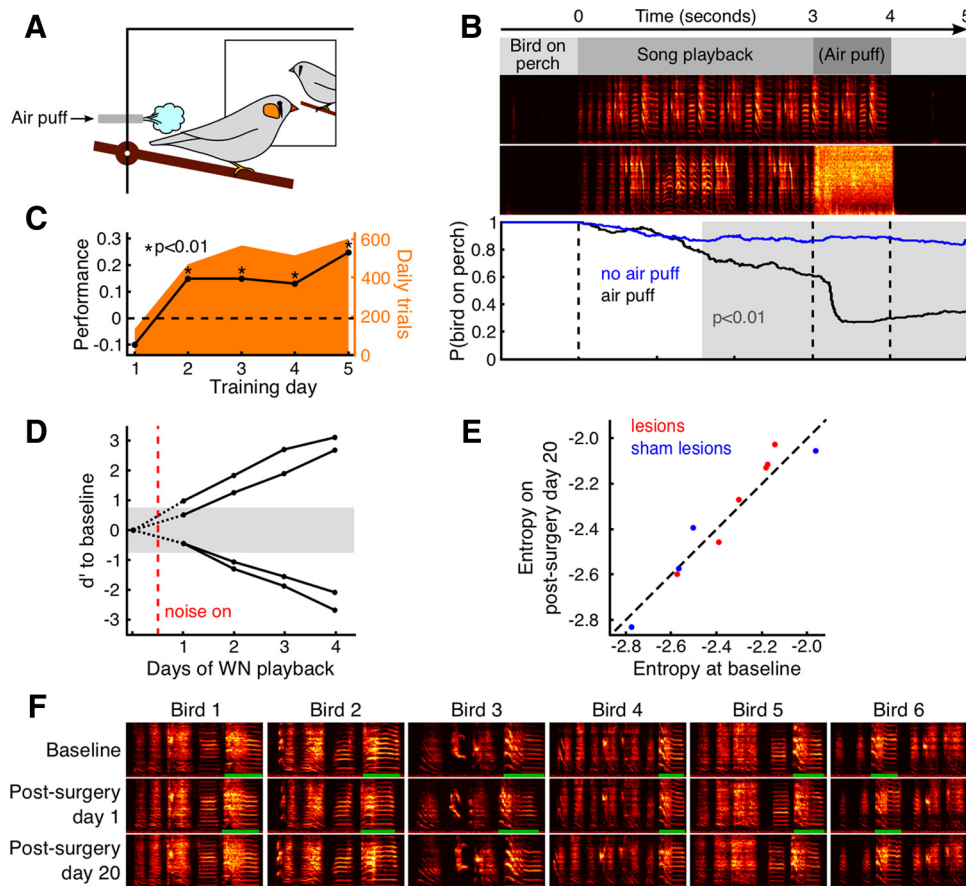 A
Air puff
B
0 Time (seconds) 3 4 5
Bird on perch
Song playback
(Air puff)
1
0.8
0.6
0.4
0.2
0
P(bird on perch)
no air puff
air puff
p<0.01
C
*p<0.01
* * * *
0.3
0.2
0.1
0
-0.1
Performance
600
400
200
0
Daily trials
1 2 3 4 5
Training day
D
3
2
1
0
-1
-2
-3
d' to baseline
noise on
1 2 3 4
Days of WN playback
E
lesions
sham lesions
-2.0
-2.2
-2.4
-2.6
-2.8
Entropy on
post-surgery day 20
-2.8 -2.6 -2.4 -2.2 -2.0
Entropy at baseline
F
Bird 1 Bird 2 Bird 3 Bird 4 Bird 5 Bird 6
Baseline
Post-surgery
day 1
Post-surgery
day 20